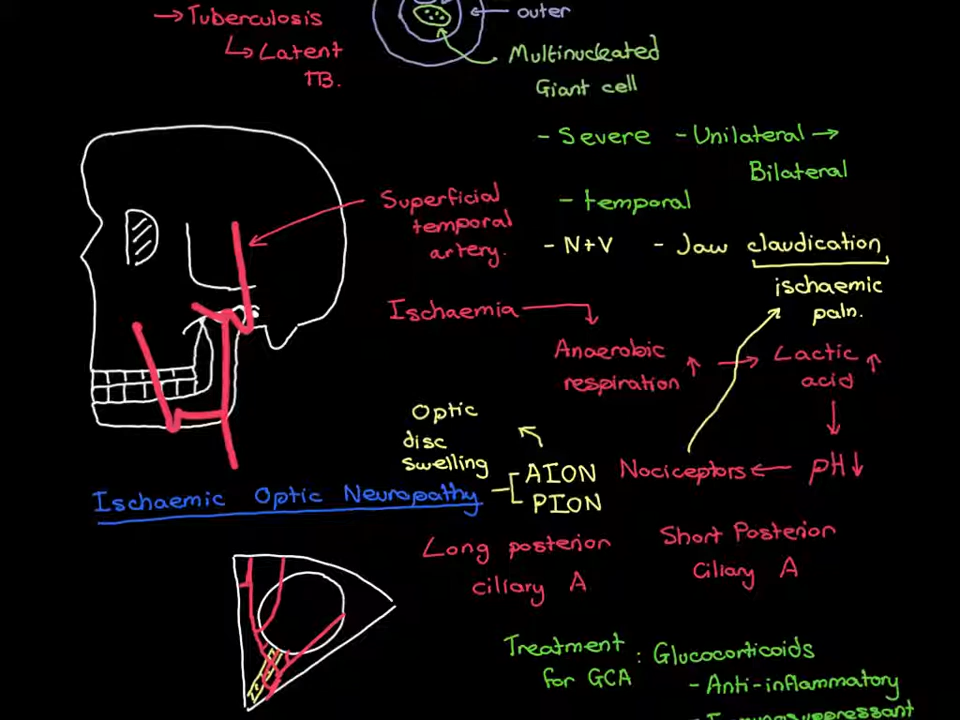 → Tuberculosis
↳ Latent
TB.
← outer
Multinucleated
Giant cell
- Severe - Unilateral →
Bilateral
- temporal
- N+V - Jaw claudication
ischaemic
pain.
Superficial
temporal
artery.
Ischaemia
Anaerobic ↑
respiration
→ Lactic ↑
acid
↓
pH↓
Nociceptors ←
Optic
disc
swelling
Ischaemic Optic Neuropathy
AION
PION
Long posterior
ciliary A
Short Posterior
Ciliary A
Treatment
for GCA
: Glucocorticoids
- Anti-inflammatory
- Immunosuppressant